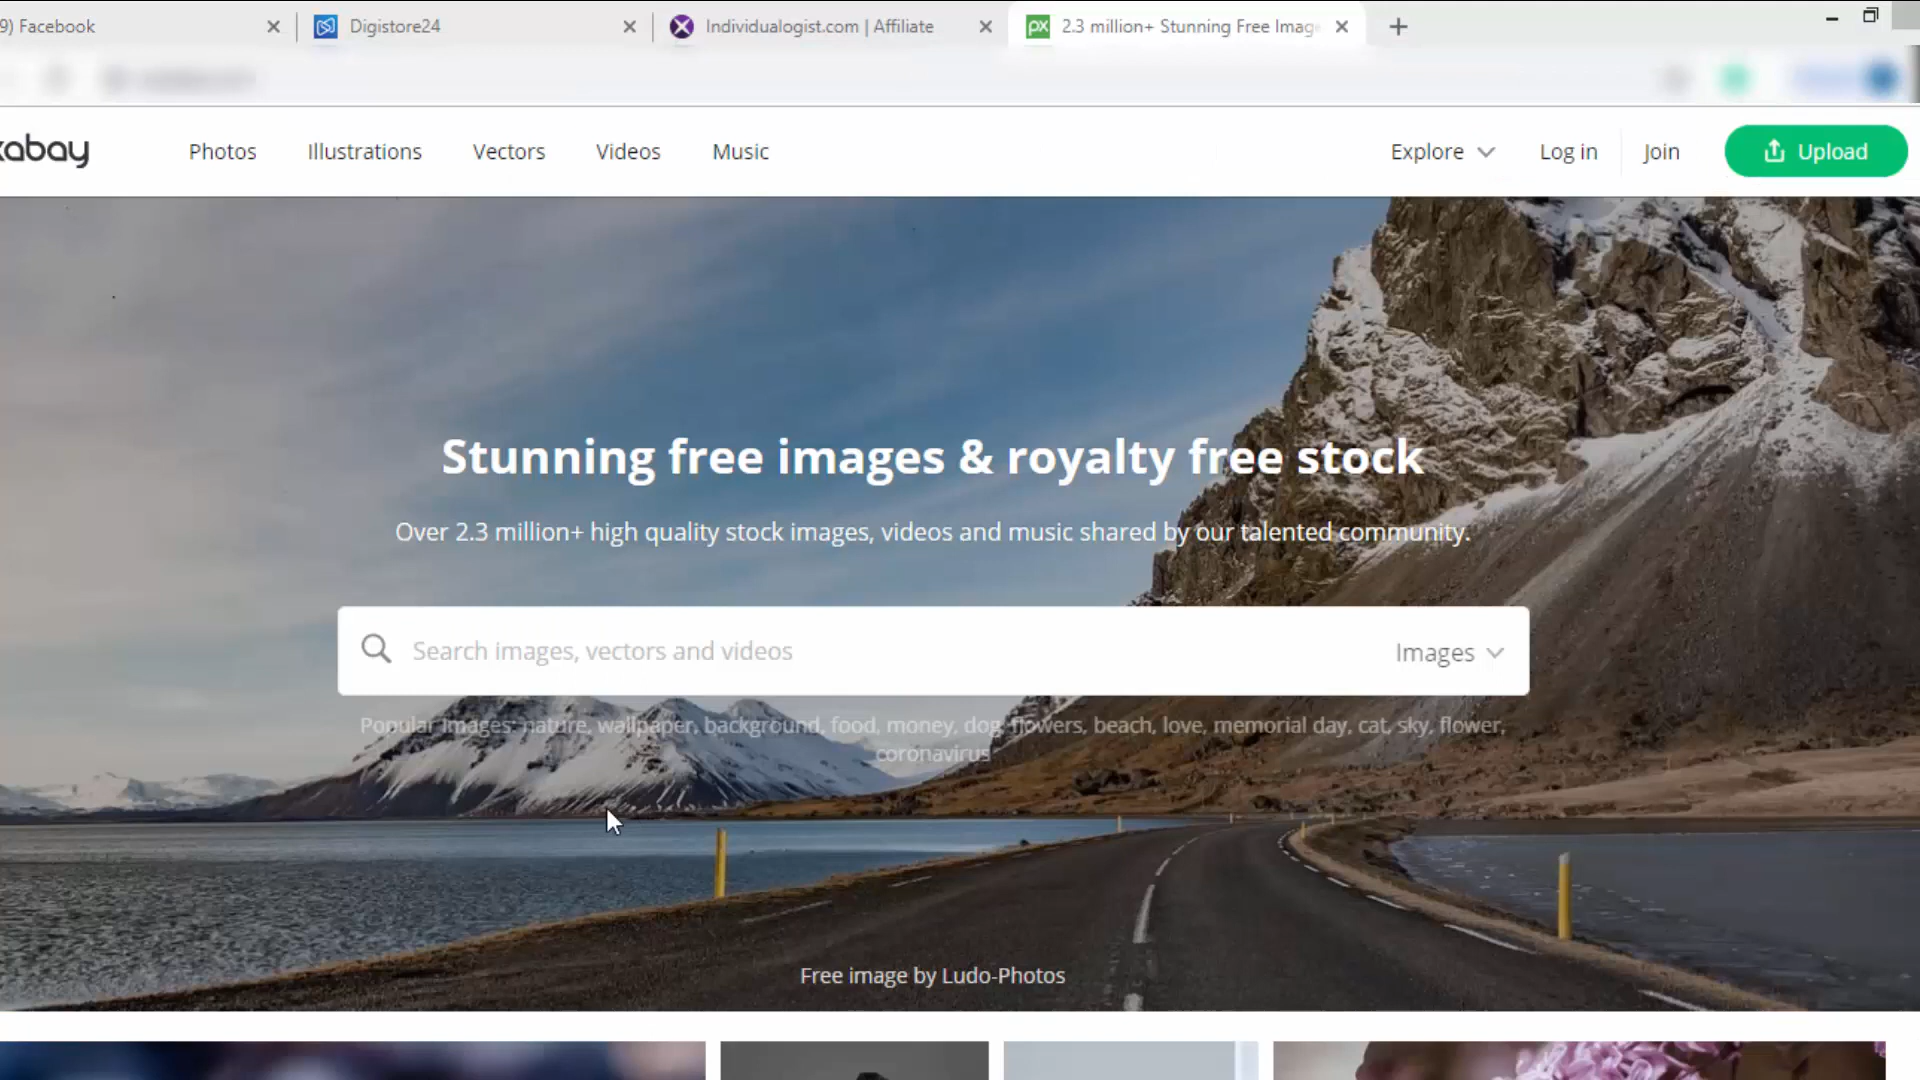 9) Facebook
Digistore24
Individualogist.com | Affiliate
2.3 million+ Stunning Free Imag
xabay
Photos
Illustrations
Vectors
Videos
Music
Explore
Log in
Join
Upload
Stunning free images & royalty free stock
Over 2.3 million+ high quality stock images, videos and music shared by our talented community.
Search images, vectors and videos
Images
Popular Images: nature, wallpaper, background, food, money, dog, flowers, beach, love, memorial day, cat, sky, flower,
coronavirus
Free image by Ludo-Photos